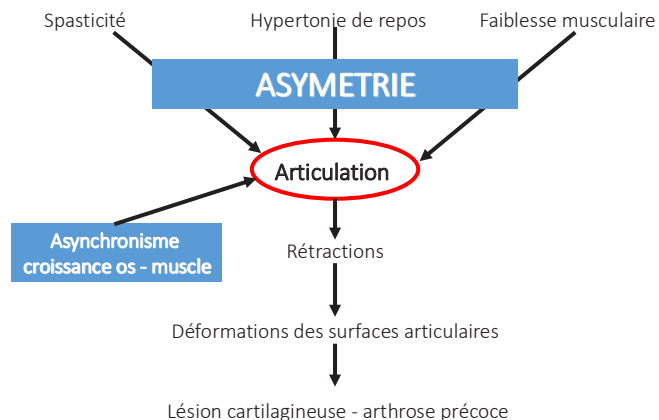 Spasticité
Hypertonie de repos
Faiblesse musculaire
ASYMETRIE
Articulation
Asynchronisme
croissance os - muscle
Rétractions
Déformations des surfaces articulaires
Lésion cartilagineuse - arthrose précoce